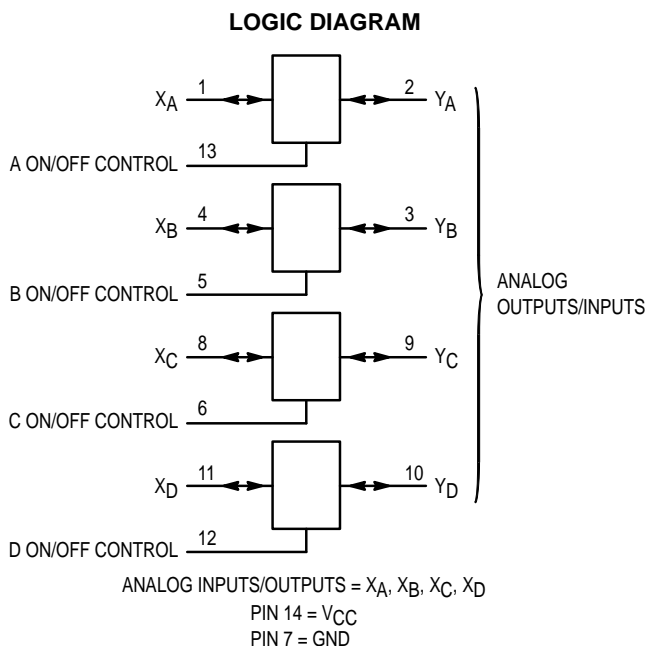 LOGIC DIAGRAM
XA 1 2 YA
13
A ON/OFF CONTROL
XB 4 3 YB
5
B ON/OFF CONTROL
ANALOG
OUTPUTS/INPUTS
XC 8 9 YC
6
C ON/OFF CONTROL
XD 11 10 YD
12
D ON/OFF CONTROL
ANALOG INPUTS/OUTPUTS = XA, XB, XC, XD
PIN 14 = VCC
PIN 7 = GND